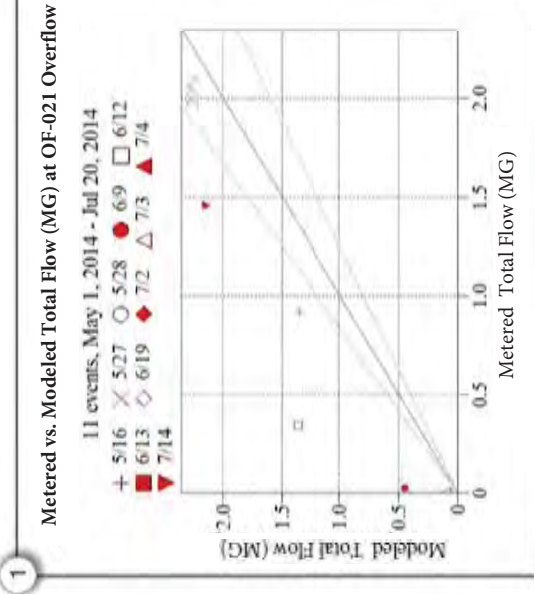 1
Metered vs. Modeled Total Flow (MG) at OF-021 Overflow
11 events, May 1, 2014 - Jul 20, 2014
5/16 5/27 5/28 6/9 6/12
6/13 6/19 7/2 7/3 7/4
7/14
Modeled Total Flow (MG)
2.0
1.5
1.0
0.5
0
0 0.5 1.0 1.5 2.0
Metered Total Flow (MG)